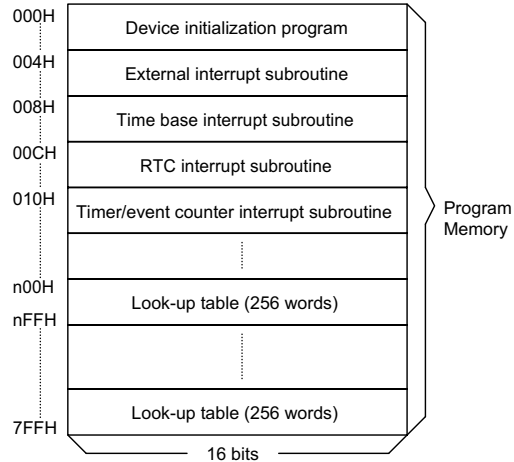 000H
Device initialization program
004H
External interrupt subroutine
008H
Time base interrupt subroutine
00CH
RTC interrupt subroutine
010H
Timer/event counter interrupt subroutine
Program
Memory
n00H
Look-up table (256 words)
nFFH
Look-up table (256 words)
7FFH
16 bits